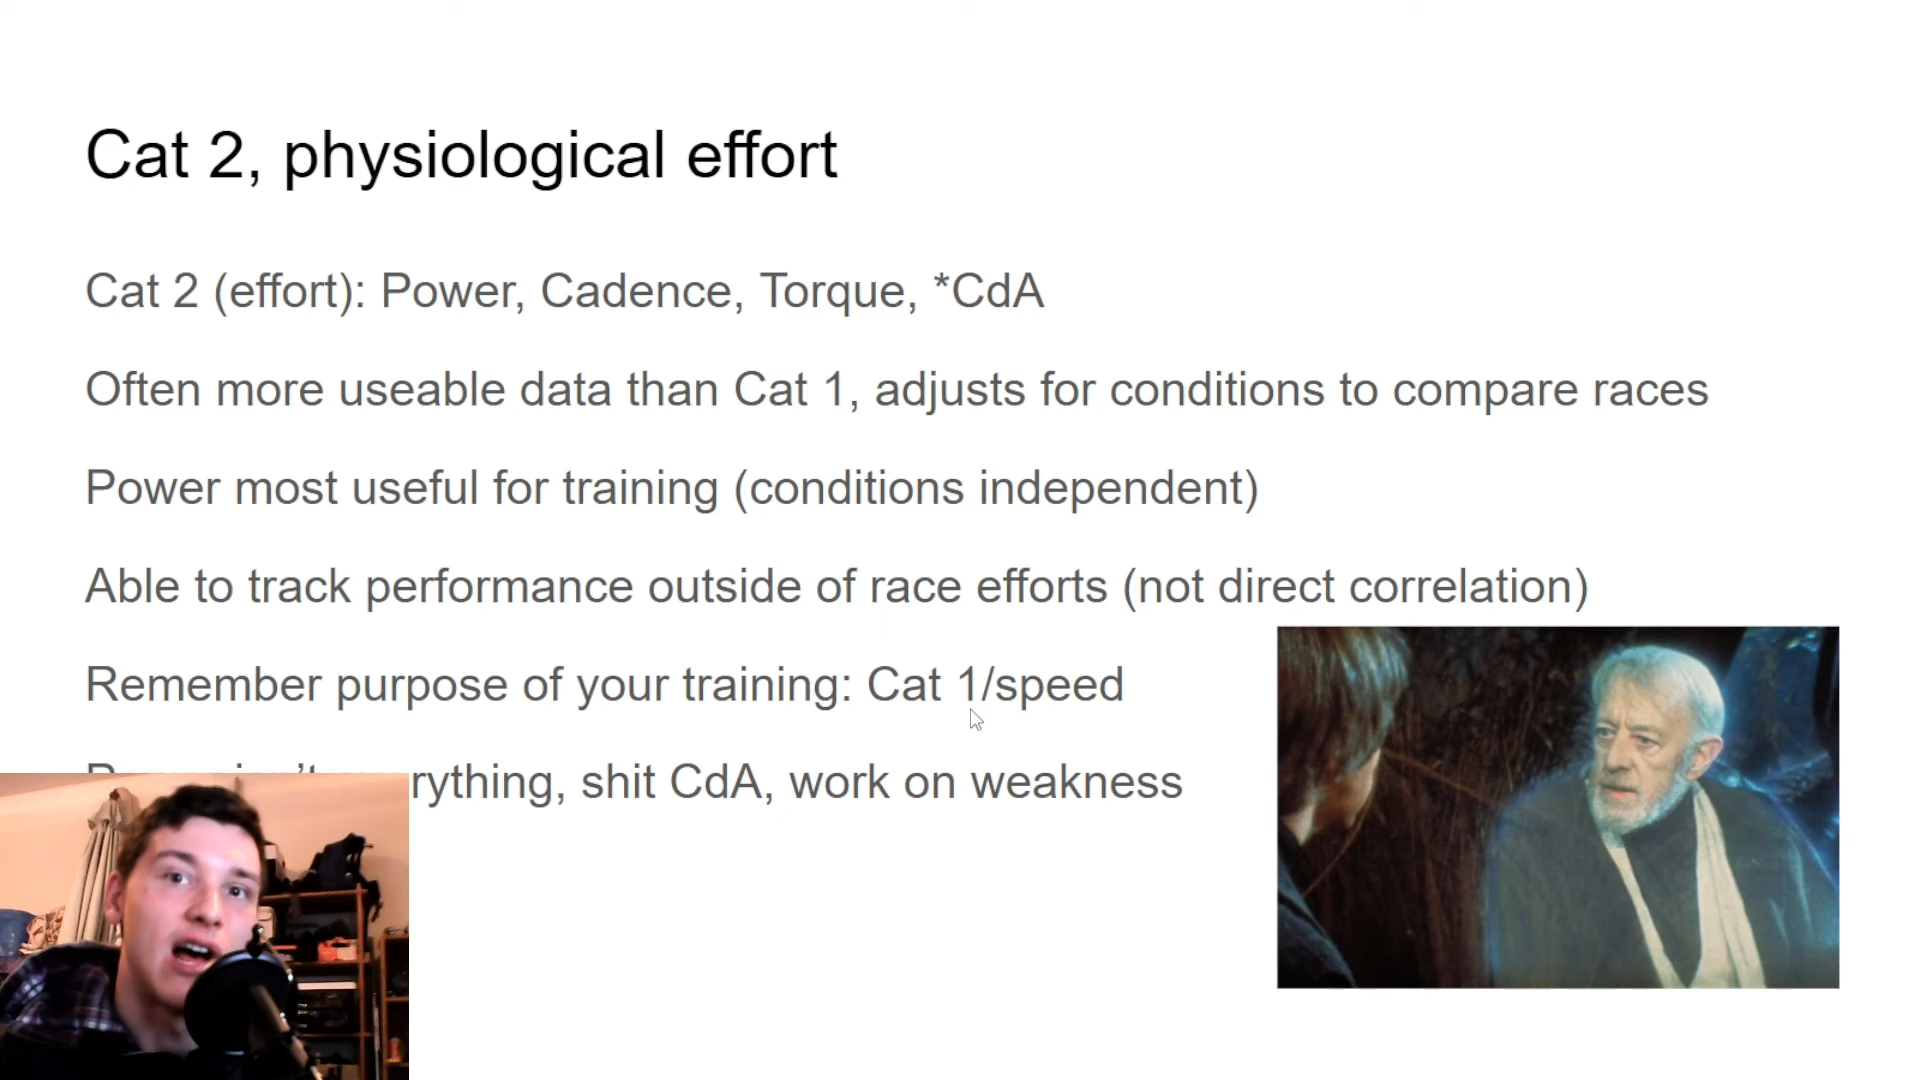 Cat 2, physiological effort
Cat 2 (effort): Power, Cadence, Torque, *CdA
Often more useable data than Cat 1, adjusts for conditions to compare races
Power most useful for training (conditions independent)
Able to track performance outside of race efforts (not direct correlation)
Remember purpose of your training: Cat 1/speed
rything, shit CdA, work on weakness